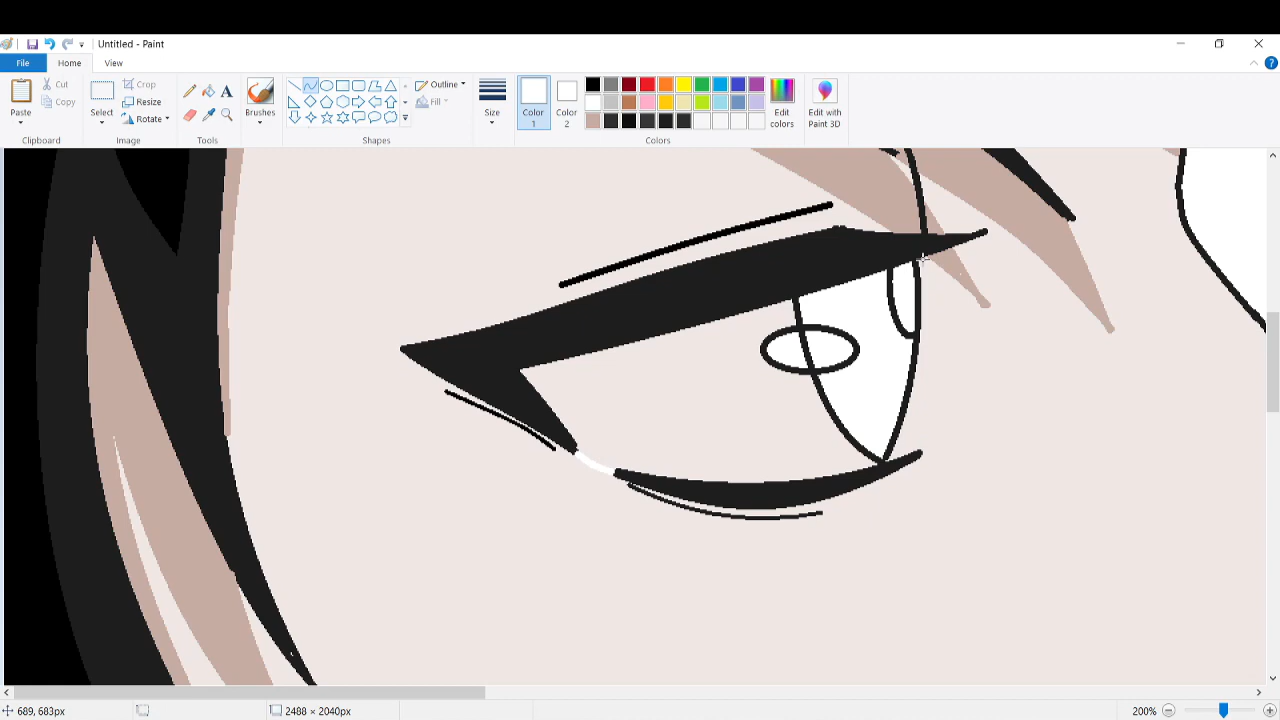 Untitled - Paint
File Home View
Paste
Cut
Copy
Clipboard
Select
Crop
Resize
Rotate
Image
A
Tools
Brushes
Outline
Fill
Shapes
Size
Color 1
Color 2
Edit colors
Edit with Paint 3D
Colors
689, 683px
2488 × 2040px
200%